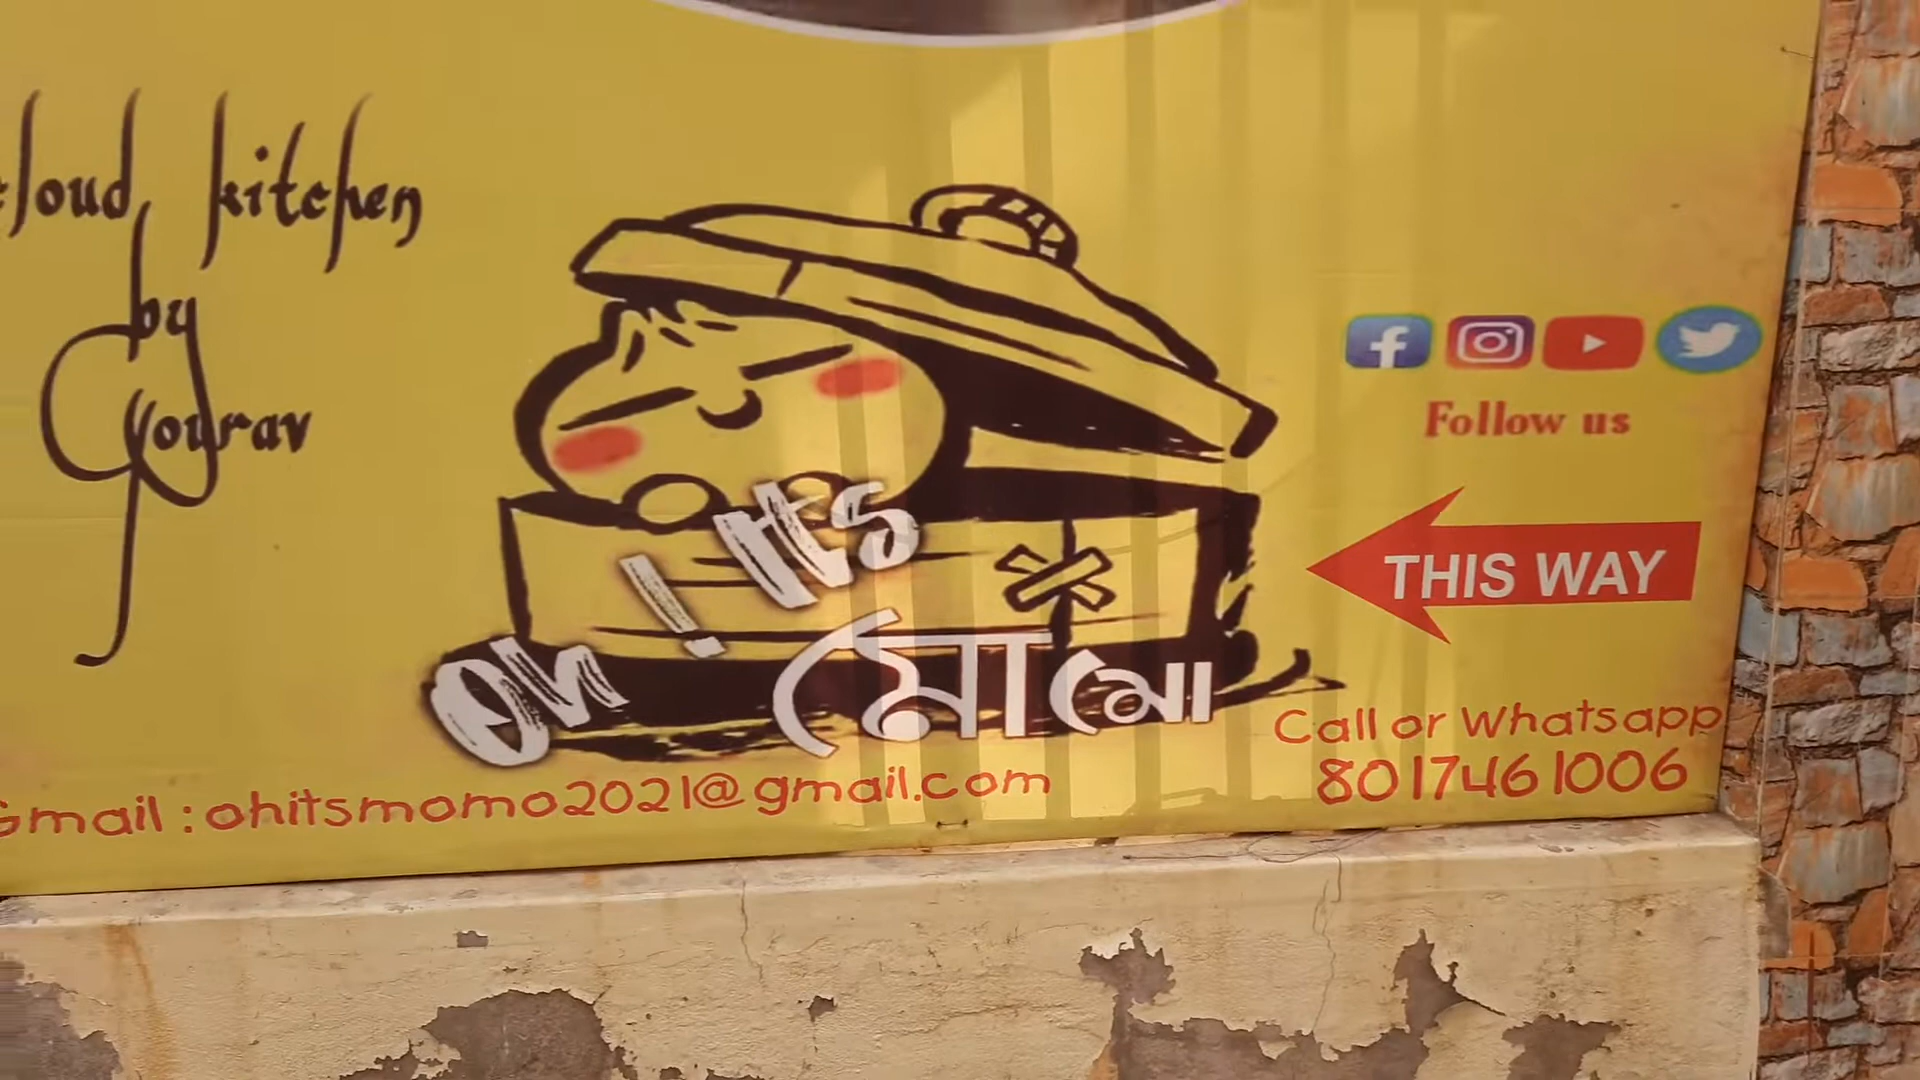 cloud kitchen
by
Gourav
Oh! its
মোমো
Follow us
THIS WAY
Call or Whatsapp
8017461006
Gmail : ohitsmomo2021@gmail.com